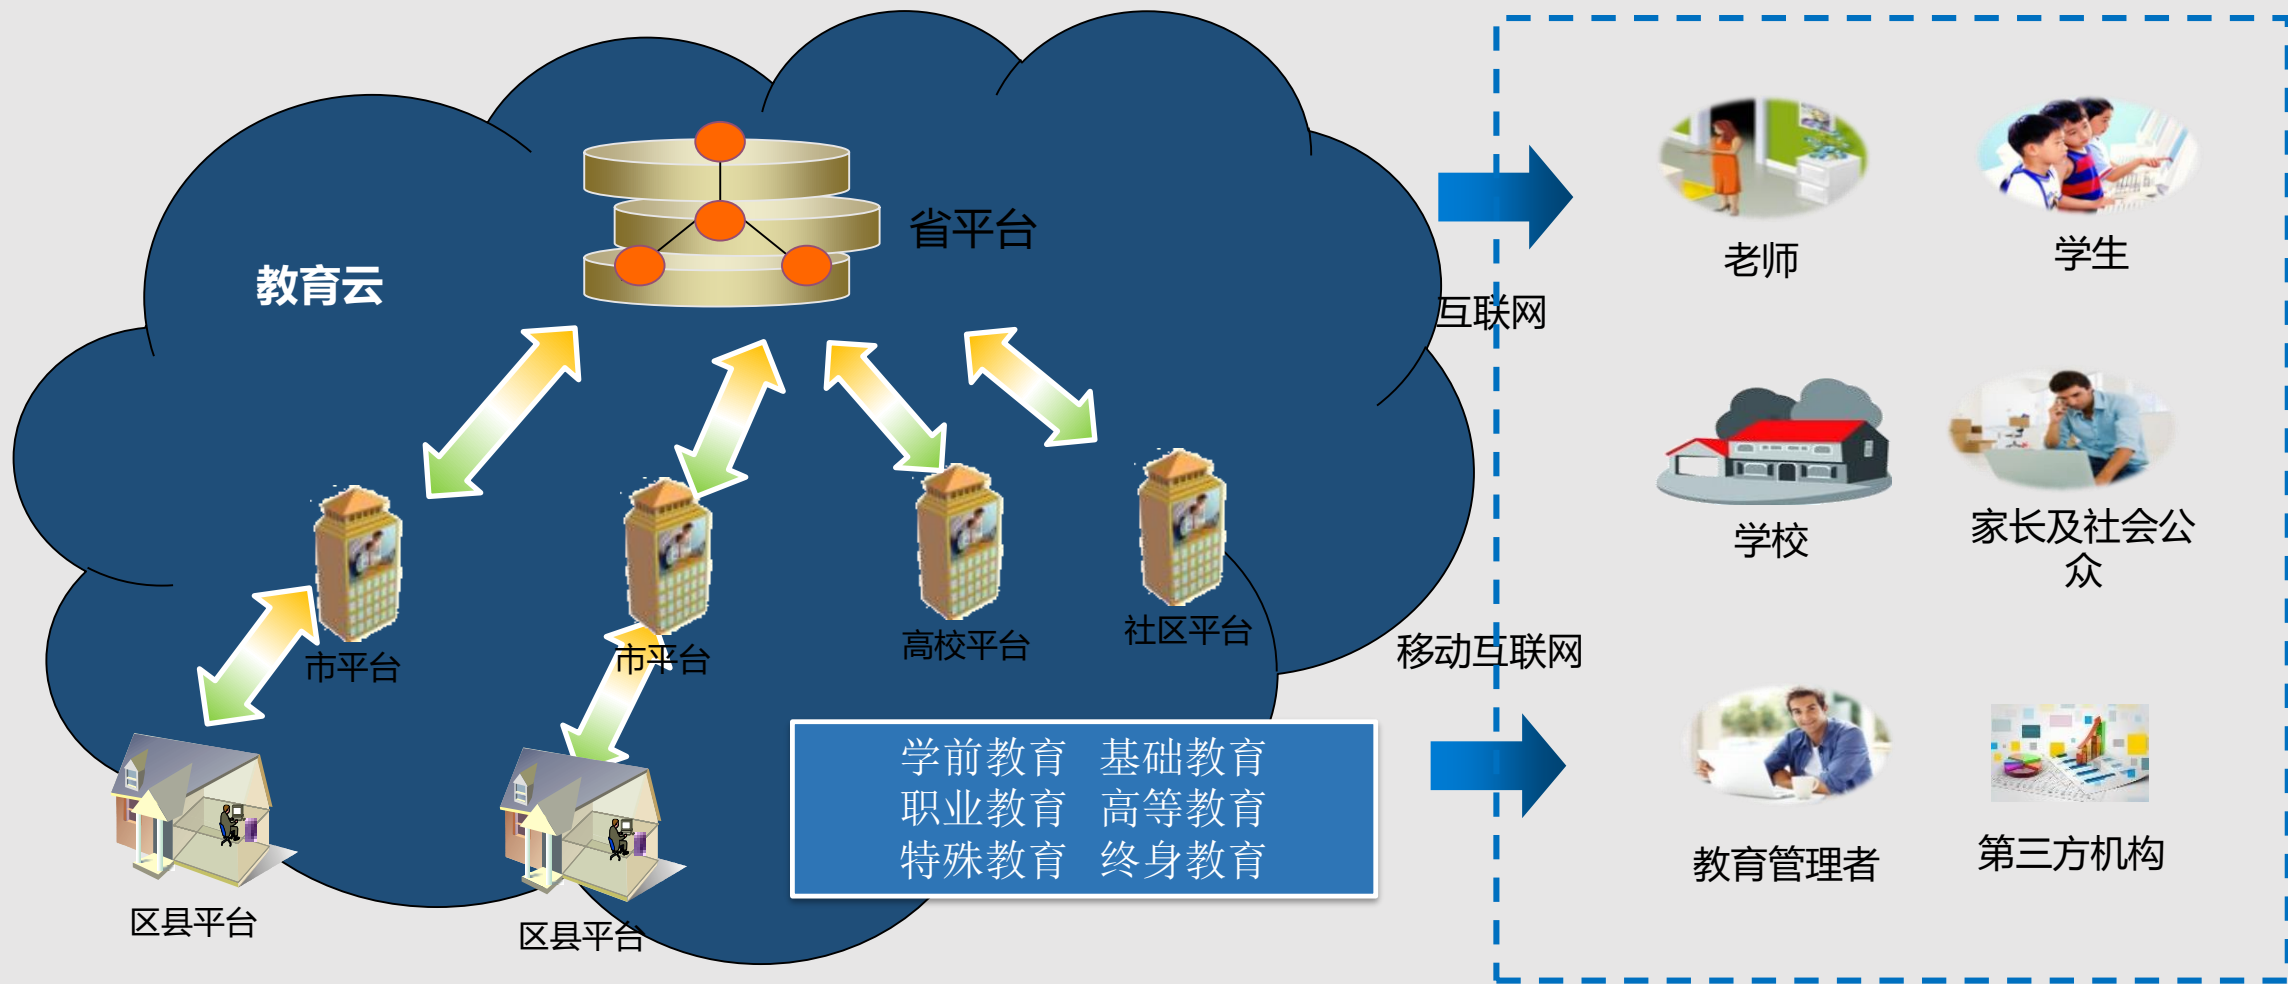 省平台
教育云
市平台
市平台
高校平台
社区平台
区县平台
区县平台
学前教育 基础教育
职业教育 高等教育
特殊教育 终身教育
互联网
移动互联网
老师
学生
学校
家长及社会公
众
教育管理者
第三方机构